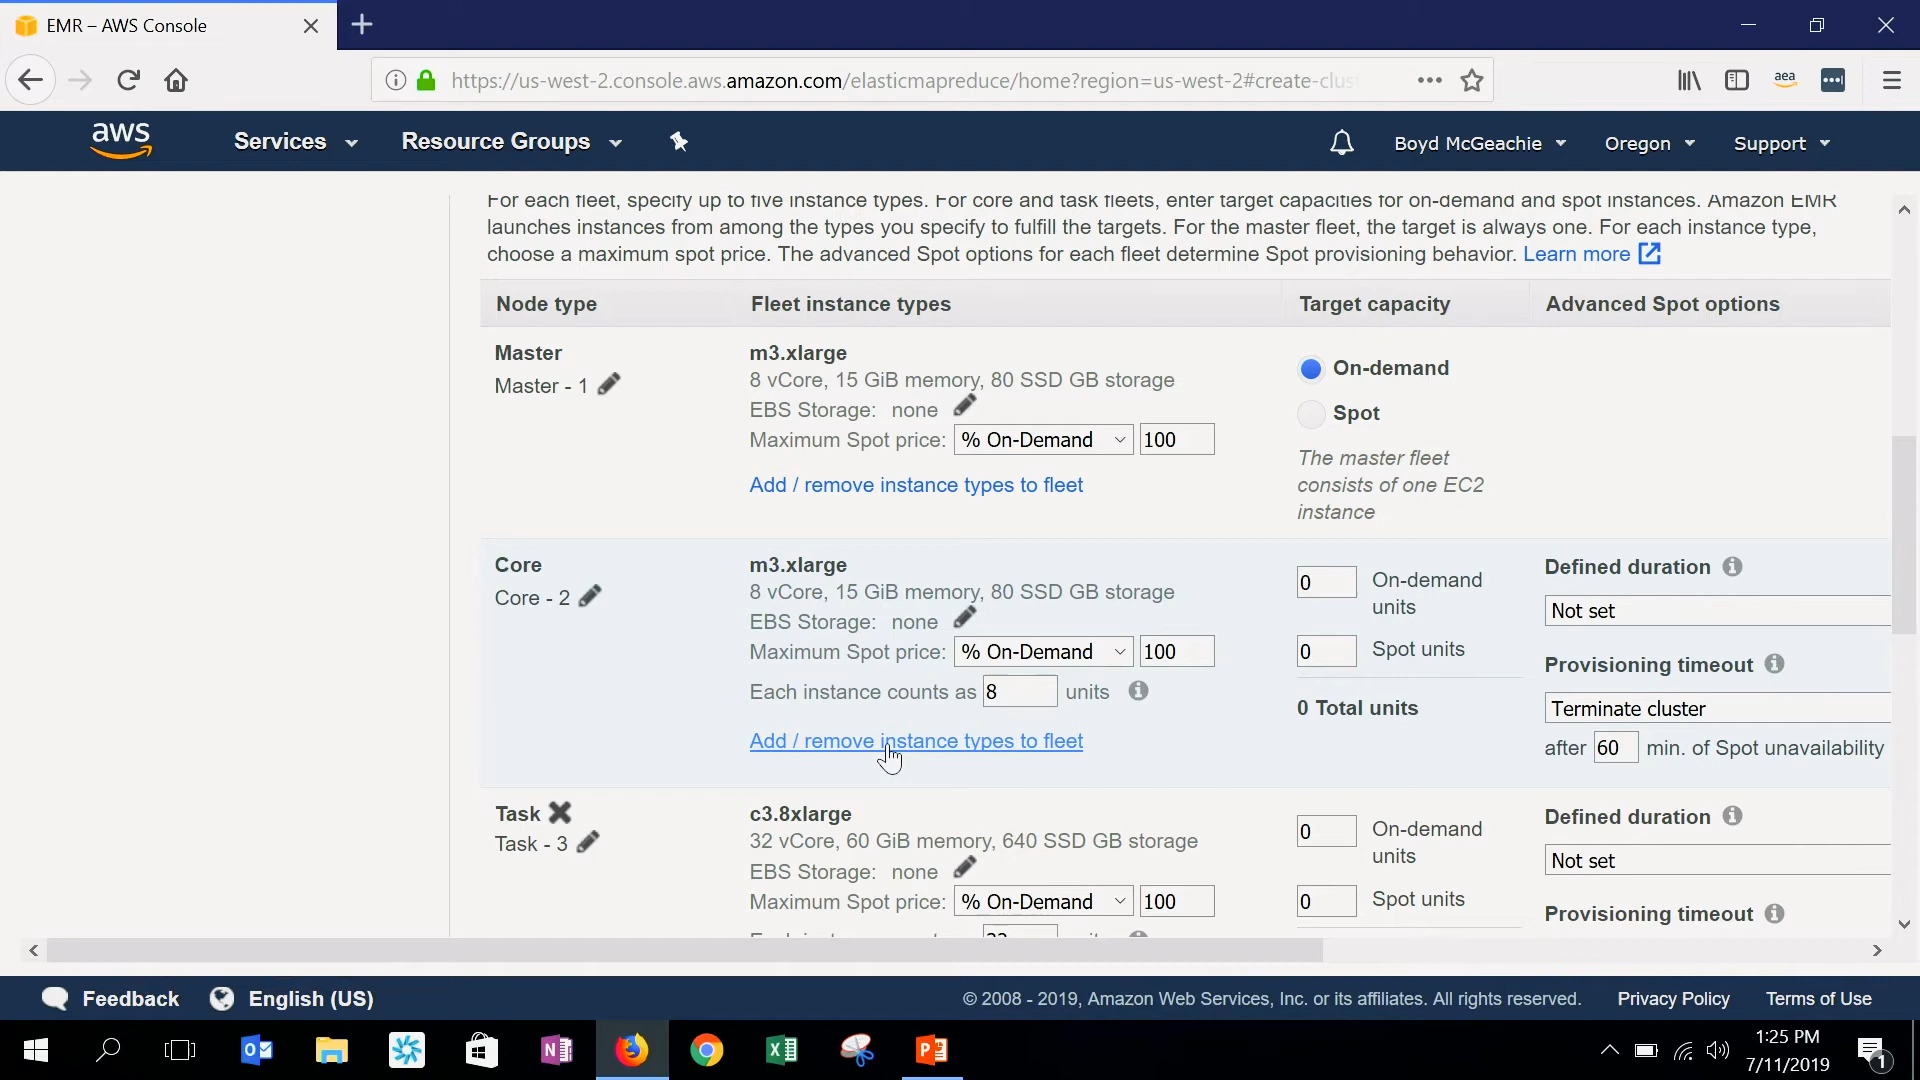 EMR – AWS Console
https://us-west-2.console.aws.amazon.com/elasticmapreduce/home?region=us-west-2#create-clus
aea
aws
Services
Resource Groups
Boyd McGeachie
Oregon
Support
For each fleet, specify up to five instance types. For core and task fleets, enter target capacities for on-demand and spot instances. Amazon EMR
launches instances from among the types you specify to fulfill the targets. For the master fleet, the target is always one. For each instance type,
choose a maximum spot price. The advanced Spot options for each fleet determine Spot provisioning behavior. Learn more
Node type Fleet instance types Target capacity Advanced Spot options
Master
Master - 1
m3.xlarge
8 vCore, 15 GiB memory, 80 SSD GB storage
EBS Storage: none
Maximum Spot price: % On-Demand 100
Add / remove instance types to fleet
On-demand
Spot
The master fleet
consists of one EC2
instance
Core
Core - 2
m3.xlarge
8 vCore, 15 GiB memory, 80 SSD GB storage
EBS Storage: none
Maximum Spot price: % On-Demand 100
Each instance counts as 8 units
Add / remove instance types to fleet
0 On-demand
units
0 Spot units
0 Total units
Defined duration
Not set
Provisioning timeout
Terminate cluster
after 60 min. of Spot unavailability
Task
Task - 3
c3.8xlarge
32 vCore, 60 GiB memory, 640 SSD GB storage
EBS Storage: none
Maximum Spot price: % On-Demand 100
0 On-demand
units
0 Spot units
Defined duration
Not set
Provisioning timeout
Feedback
English (US)
© 2008 - 2019, Amazon Web Services, Inc. or its affiliates. All rights reserved.
Privacy Policy
Terms of Use
1:25 PM
7/11/2019
1